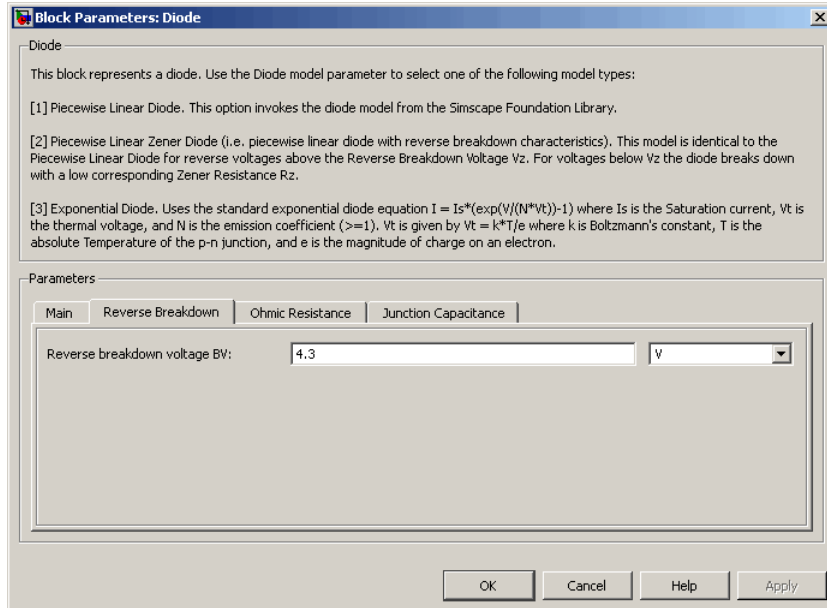 Block Parameters: Diode
Diode
This block represents a diode. Use the Diode model parameter to select one of the following model types:
[1] Piecewise Linear Diode. This option invokes the diode model from the Simscape Foundation Library.
[2] Piecewise Linear Zener Diode (i.e. piecewise linear diode with reverse breakdown characteristics). This model is identical to the
Piecewise Linear Diode for reverse voltages above the Reverse Breakdown Voltage Vz. For voltages below Vz the diode breaks down
with a low corresponding Zener Resistance Rz.
[3] Exponential Diode. Uses the standard exponential diode equation I = Is*(exp(V/(N*Vt))-1) where Is is the Saturation current, Vt is
the thermal voltage, and N is the emission coefficient (>=1). Vt is given by Vt = k*T/e where k is Boltzmann's constant, T is the
absolute Temperature of the p-n junction, and e is the magnitude of charge on an electron.
Parameters
Main Reverse Breakdown Ohmic Resistance Junction Capacitance
Reverse breakdown voltage BV: 4.3 V
OK Cancel Help Apply